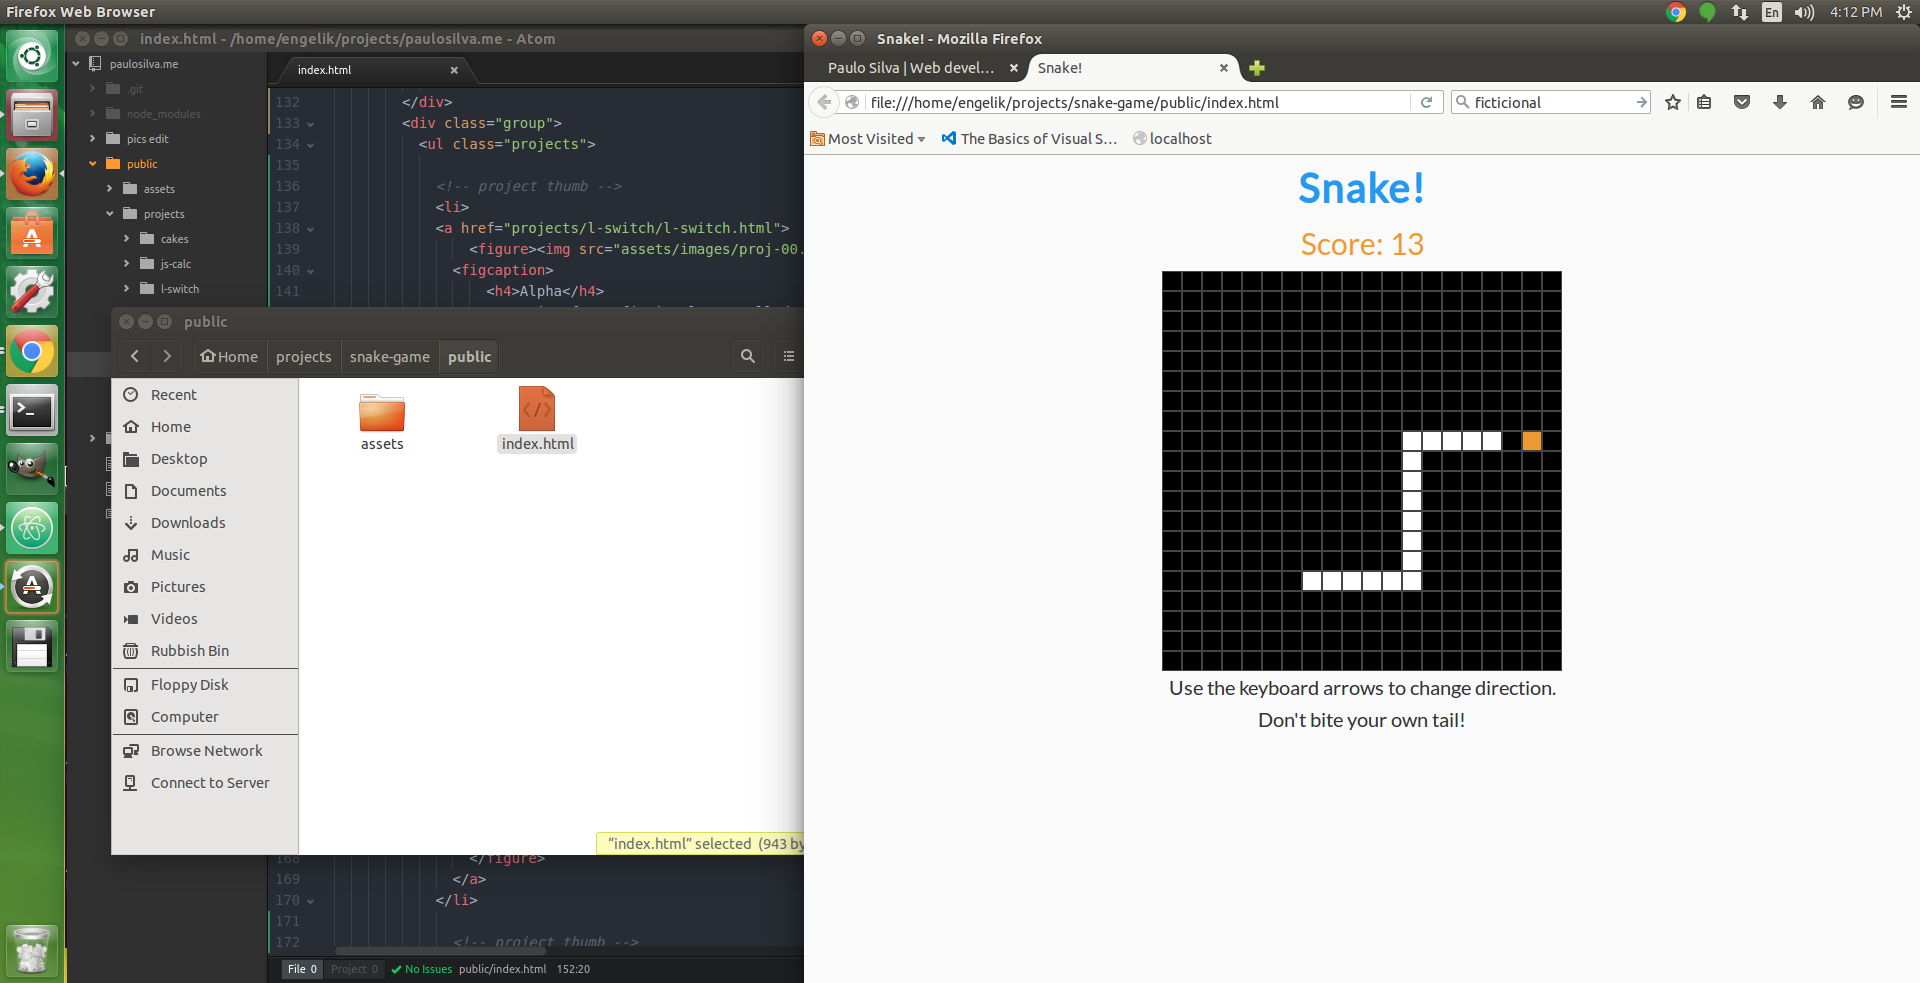 Firefox Web Browser
En
4:12 PM
index.html - /home/engelik/projects/paulosilva.me - Atom
paulosilva.me
.git
node_modules
pics edit
public
assets
projects
cakes
js-calc
l-switch
index.html
132 </div>
133 <div class="group">
134 <ul class="projects">
135
136 <!-- project thumb -->
137 <li>
138 <a href="projects/l-switch/l-switch.html">
139 <figure><img src="assets/images/proj-00.
140 <figcaption>
141 <h4>Alpha</h4>
public
Home
projects
snake-game
public
Recent
Home
Desktop
Documents
Downloads
Music
Pictures
Videos
Rubbish Bin
Floppy Disk
Computer
Browse Network
Connect to Server
assets
index.html
“index.html” selected (943 by
168 </figure>
169 </a>
170 </li>
171
172 <!-- project thumb -->
File 0
Project 0
No Issues
public/index.html
152:20
Snake! - Mozilla Firefox
Paulo Silva | Web devel...
Snake!
file:///home/engelik/projects/snake-game/public/index.html
ficticional
Most Visited
The Basics of Visual S...
localhost
Snake!
Score: 13
Use the keyboard arrows to change direction.
Don't bite your own tail!